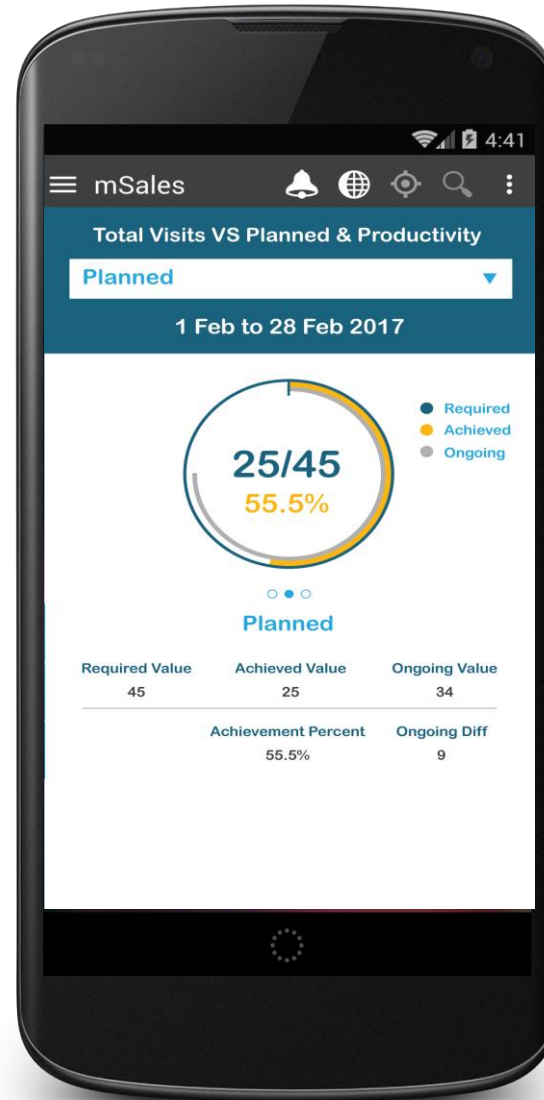 4:41
mSales
Total Visits VS Planned & Productivity
Planned
1 Feb to 28 Feb 2017
25/45
55.5%
Required
Achieved
Ongoing
Planned
Required Value Achieved Value Ongoing Value
45 25 34
Achievement Percent Ongoing Diff
55.5% 9